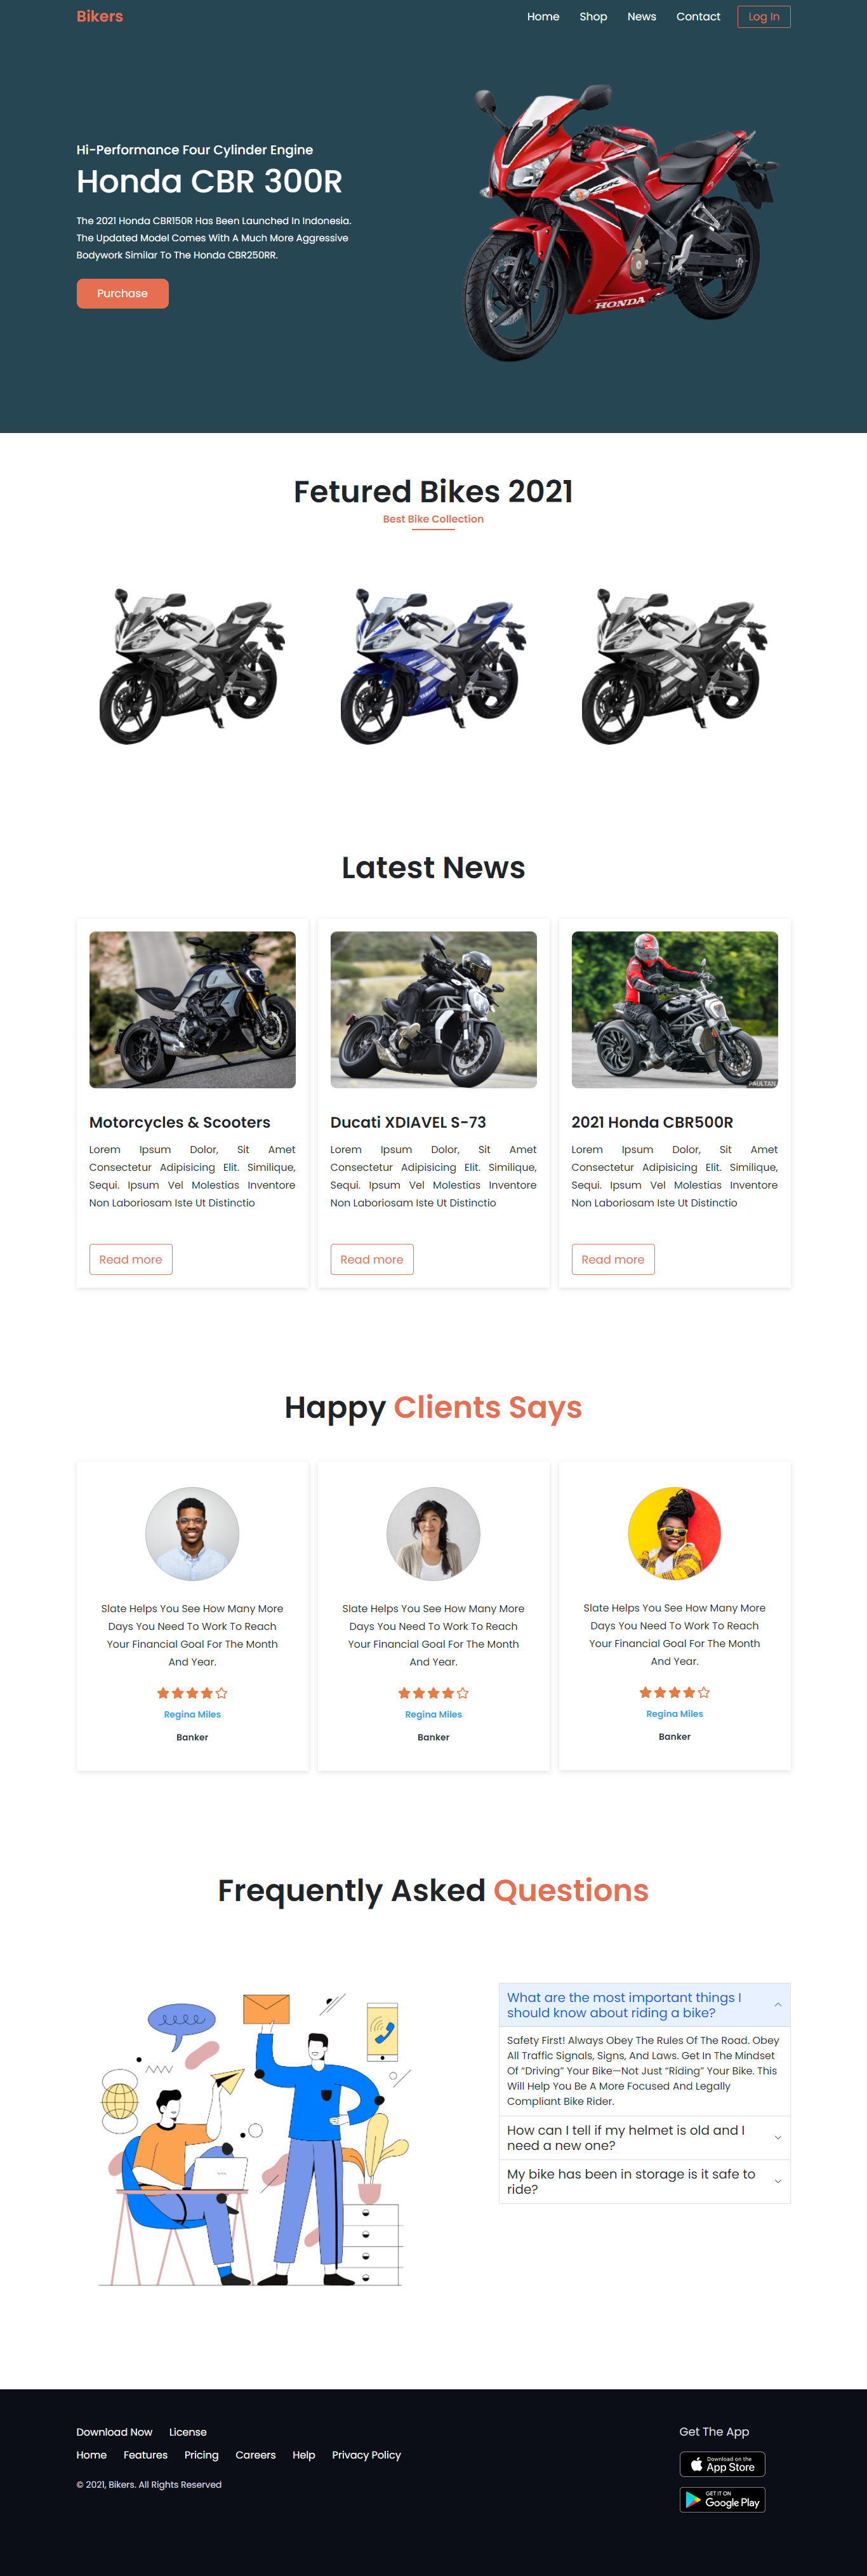 Bikers
Home Shop News Contact Log In
Hi-Performance Four Cylinder Engine
Honda CBR 300R
The 2021 Honda CBR150R Has Been Launched In Indonesia.
The Updated Model Comes With A Much More Aggressive
Bodywork Similar To The Honda CBR250RR.
Purchase
HONDA
Fetured Bikes 2021
Best Bike Collection
Latest News
PAULTAN
Motorcycles & Scooters
Lorem Ipsum Dolor, Sit Amet
Consectetur Adipisicing Elit. Similique,
Sequi. Ipsum Vel Molestias Inventore
Non Laboriosam Iste Ut Distinctio
Read more
Ducati XDIAVEL S-73
Lorem Ipsum Dolor, Sit Amet
Consectetur Adipisicing Elit. Similique,
Sequi. Ipsum Vel Molestias Inventore
Non Laboriosam Iste Ut Distinctio
Read more
2021 Honda CBR500R
Lorem Ipsum Dolor, Sit Amet
Consectetur Adipisicing Elit. Similique,
Sequi. Ipsum Vel Molestias Inventore
Non Laboriosam Iste Ut Distinctio
Read more
Happy Clients Says
Slate Helps You See How Many More
Days You Need To Work To Reach
Your Financial Goal For The Month
And Year.
Regina Miles
Banker
Slate Helps You See How Many More
Days You Need To Work To Reach
Your Financial Goal For The Month
And Year.
Regina Miles
Banker
Slate Helps You See How Many More
Days You Need To Work To Reach
Your Financial Goal For The Month
And Year.
Regina Miles
Banker
Frequently Asked Questions
What are the most important things I
should know about riding a bike?
Safety First! Always Obey The Rules Of The Road. Obey
All Traffic Signals, Signs, And Laws. Get In The Mindset
Of “Driving” Your Bike—Not Just “Riding” Your Bike. This
Will Help You Be A More Focused And Legally
Compliant Bike Rider.
How can I tell if my helmet is old and I
need a new one?
My bike has been in storage is it safe to
ride?
Download Now License
Home Features Pricing Careers Help Privacy Policy
© 2021, Bikers. All Rights Reserved
Get The App
Download on the
App Store
GET IT ON
Google Play